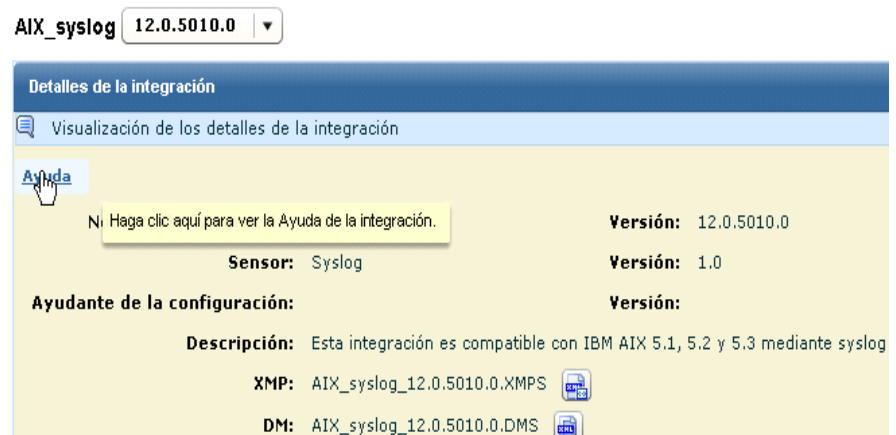 AIX_syslog 12.0.5010.0
Detalles de la integración
Visualización de los detalles de la integración
Ayuda
Haga clic aquí para ver la Ayuda de la integración.
Versión: 12.0.5010.0
Sensor: Syslog Versión: 1.0
Ayudante de la configuración: Versión:
Descripción: Esta integración es compatible con IBM AIX 5.1, 5.2 y 5.3 mediante syslog
XMP: AIX_syslog_12.0.5010.0.XMPS
DM: AIX_syslog_12.0.5010.0.DMS